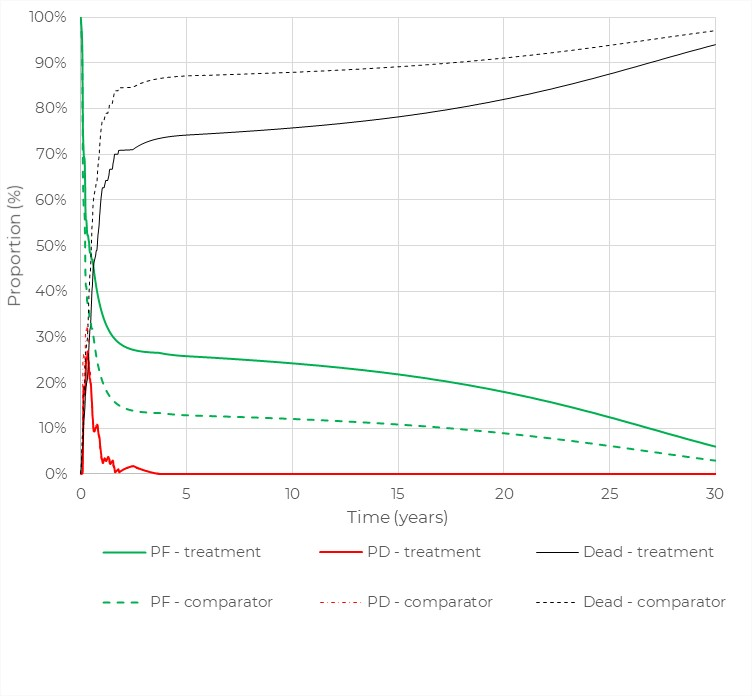 100%
90%
80%
70%
60%
50%
40%
30%
20%
10%
0%
Proportion (%)
0 5 10 15 20 25 30
Time (years)
PF - treatment PD - treatment Dead - treatment
PF - comparator PD - comparator Dead - comparator